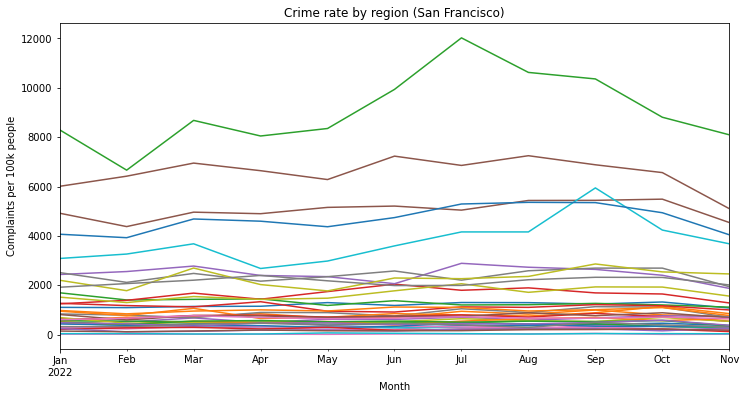 Crime rate by region (San Francisco)
Complaints per 100k people
12000
10000
8000
6000
4000
2000
0
Jan Feb Mar Apr May Jun Jul Aug Sep Oct Nov
2022
Month